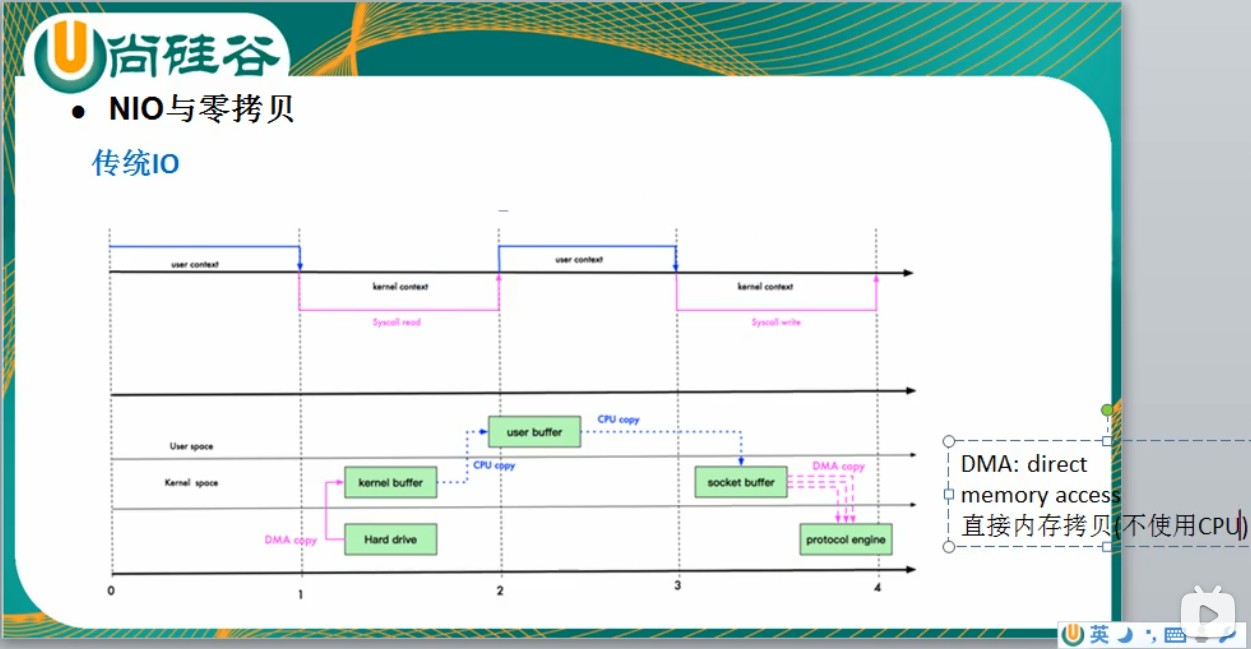 尚硅谷
● NIO与零拷贝
传统IO
user context
user context
kernel context
kernel context
Syscall read
Syscall write
CPU copy
user buffer
User space
CPU copy
DMA copy
Kernel space
kernel buffer
socket buffer
DMA copy
Hard drive
protocol engine
0
1
2
3
4
DMA: direct
memory access
直接内存拷贝(不使用CPU)
英